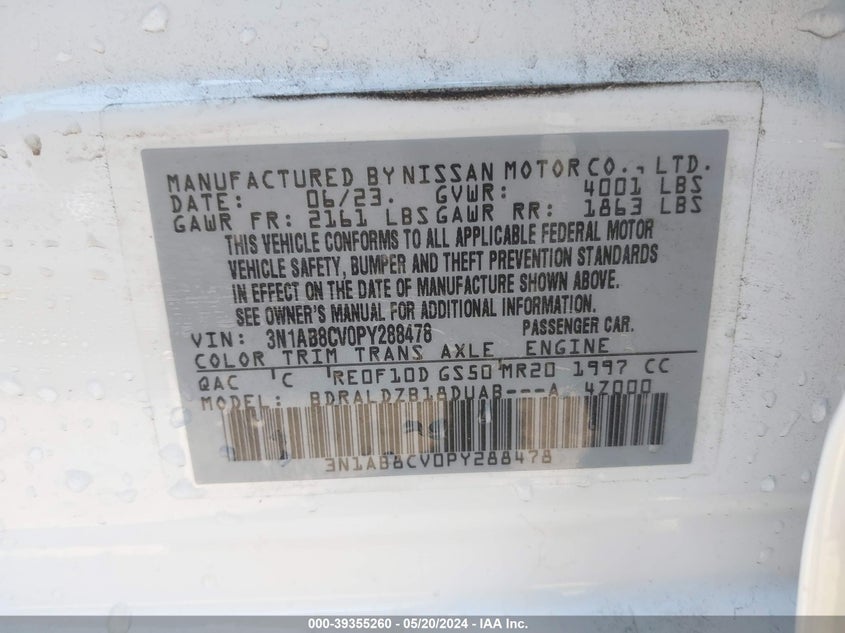 MANUFACTURED BY NISSAN MOTOR CO., LTD.
DATE: 06/23. GVWR: 4001 LBS
GAWR FR: 2161 LBS GAWR RR: 1863 LBS
THIS VEHICLE CONFORMS TO ALL APPLICABLE FEDERAL MOTOR
VEHICLE SAFETY, BUMPER AND THEFT PREVENTION STANDARDS
IN EFFECT ON THE DATE OF MANUFACTURE SHOWN ABOVE.
SEE OWNER'S MANUAL FOR ADDITIONAL INFORMATION.
VIN: 3N1AB8CV0PY288478 PASSENGER CAR.
COLOR TRIM TRANS AXLE ENGINE
QAC C RE0F10D GS50 MR20 1997 CC
MODEL: BDRALDZB18DUAB---A 4Z000
3N1AB8CV0PY288478
000-39355260 - 05/20/2024 - IAA Inc.